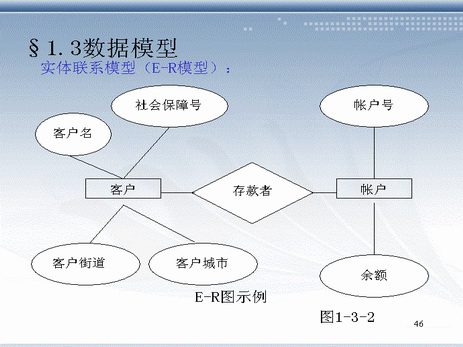 §1.3数据模型
实体联系模型（E-R模型）：
社会保障号
帐户号
客户名
客户
存款者
帐户
客户街道
客户城市
余额
E-R图示例
图1-3-2
46